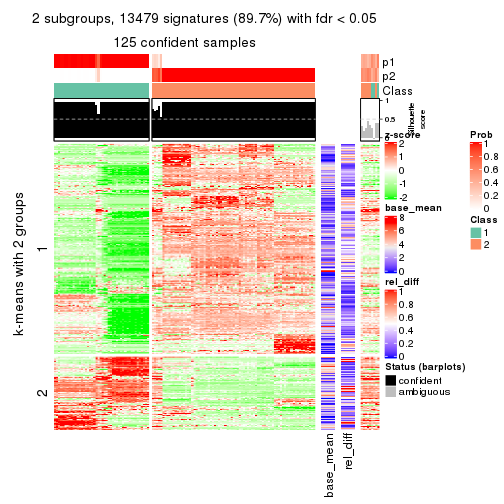 2 subgroups, 13479 signatures (89.7%) with fdr < 0.05
125 confident samples
p1
p2
Class
1
0.5
0
Silhouette
score
k-means with 2 groups
1
2
z-score
2
1
0
-1
-2
base_mean
8
6
4
2
0
rel_diff
1
0.8
0.6
0.4
0.2
0
Status (barplots)
confident
ambiguous
Prob
1
0.8
0.6
0.4
0.2
0
Class
1
2
base_mean
rel_diff